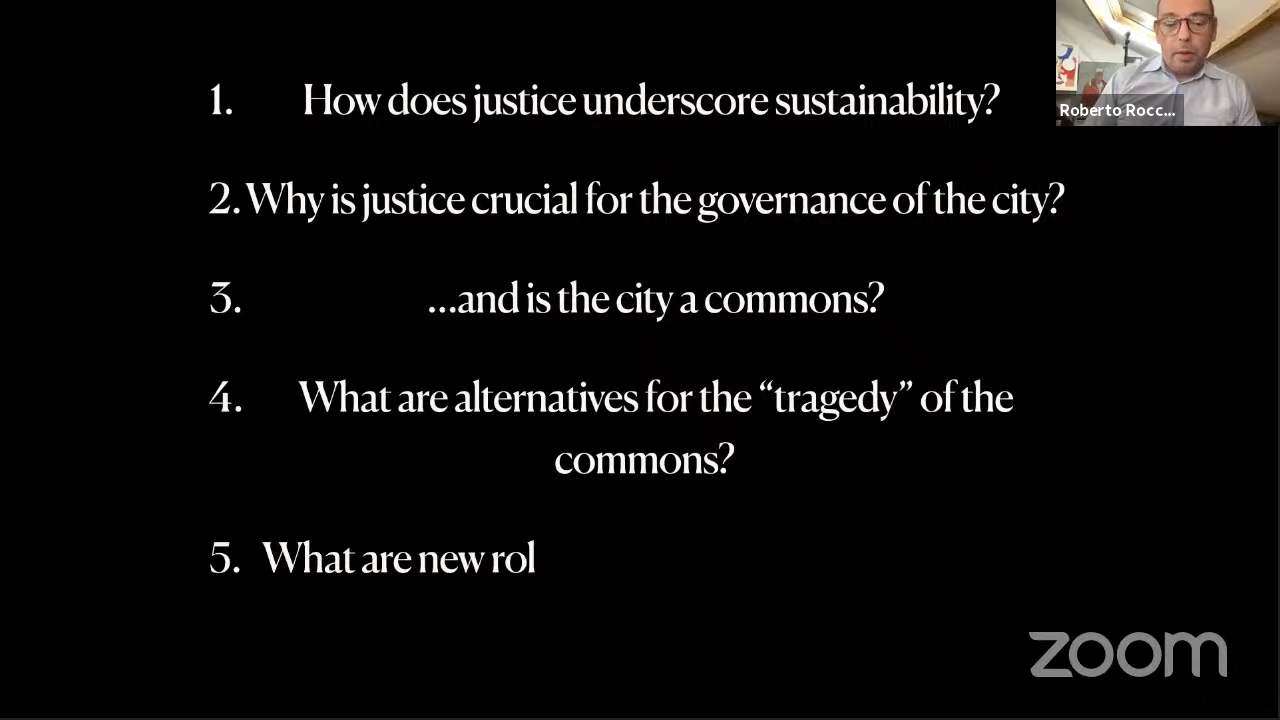 1. How does justice underscore sustainability?
Roberto Rocc...
2. Why is justice crucial for the governance of the city?
3. ...and is the city a commons?
4. What are alternatives for the “tragedy” of the
commons?
5. What are new rol
zoom